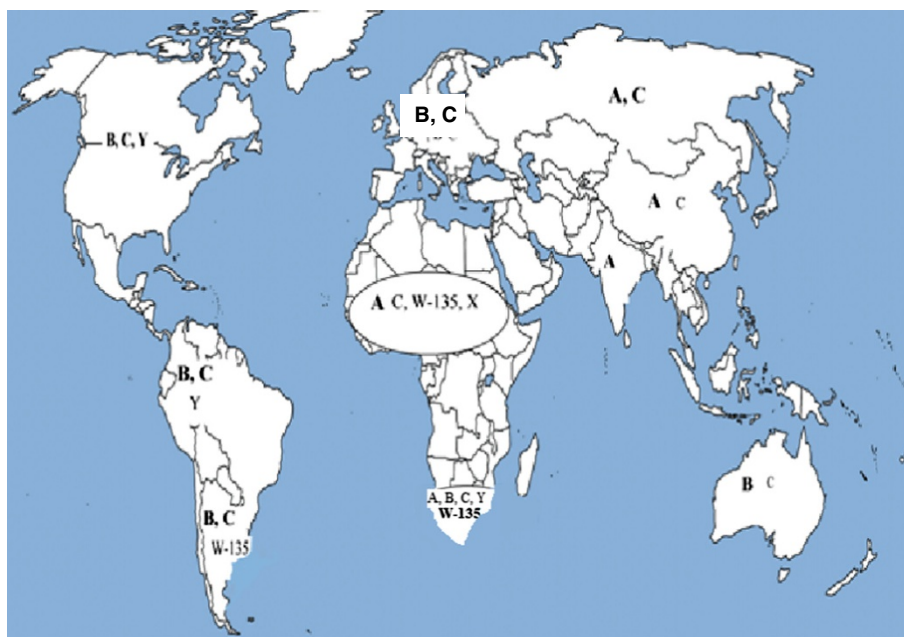 B, C
A, C
B, C, Y
A C
A
A C, W-135, X
B, C
Y
B C
A, B, C, Y
W-135
B, C
W-135